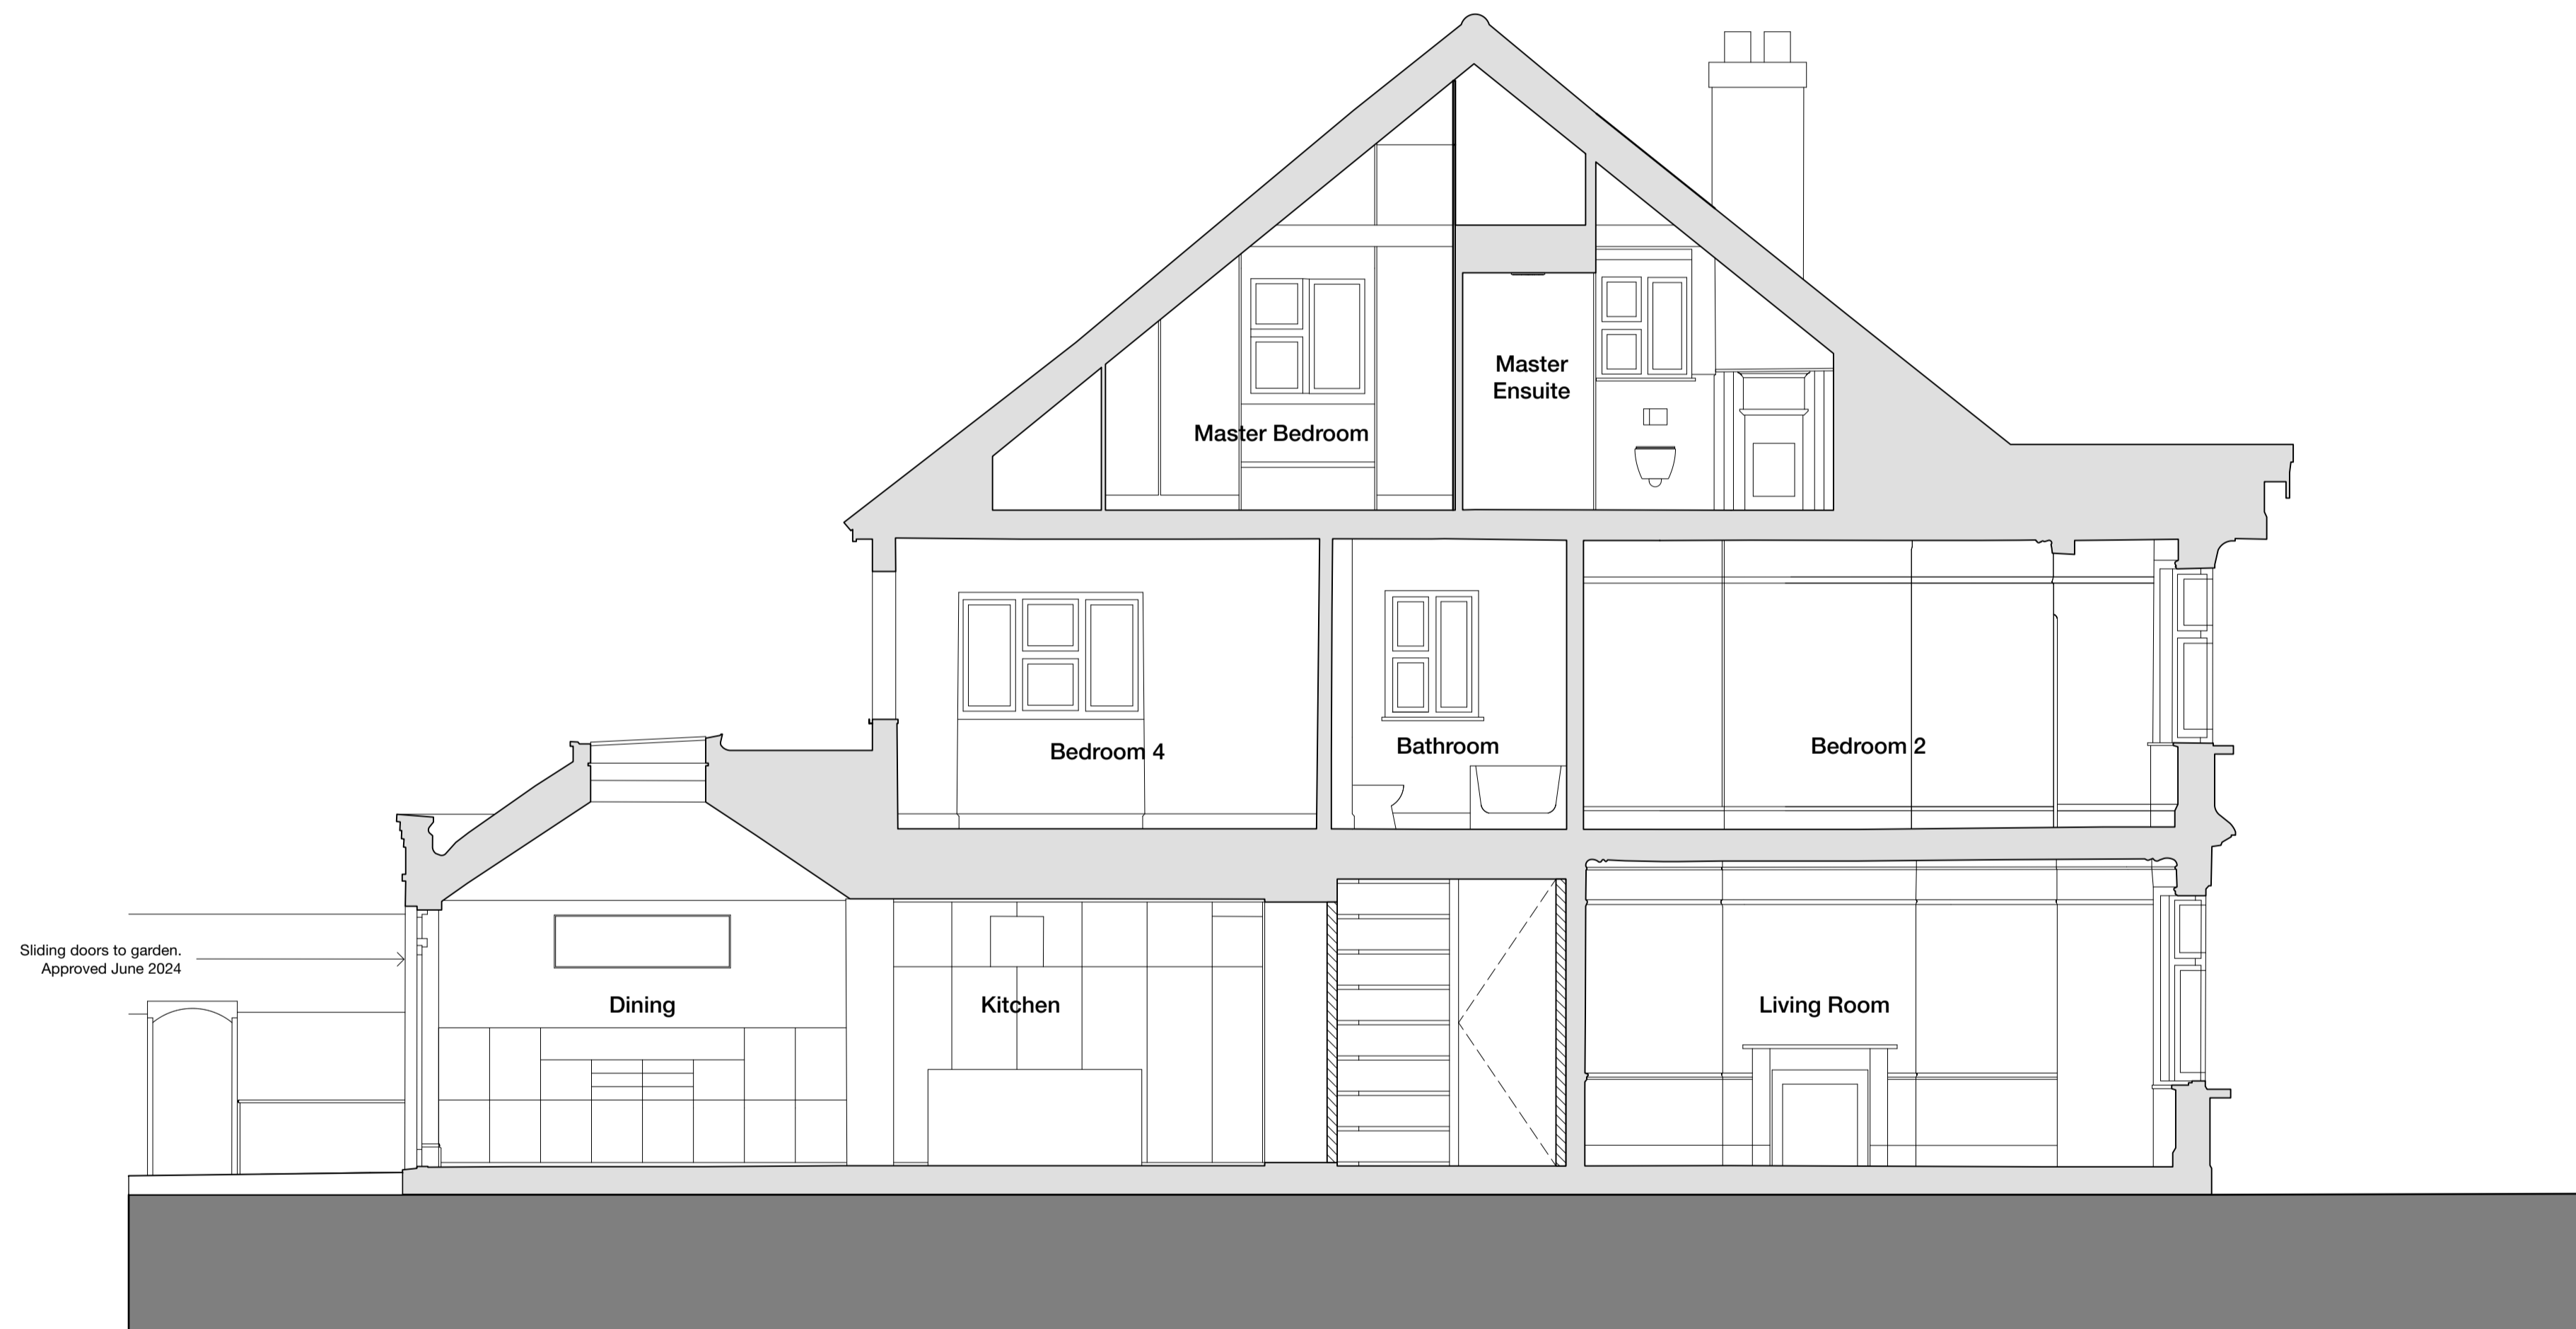 Master
Ensuite
Master Bedroom
Bedroom 4
Bathroom
Bedroom 2
Sliding doors to garden.
Approved June 2024
Dining
Kitchen
Living Room